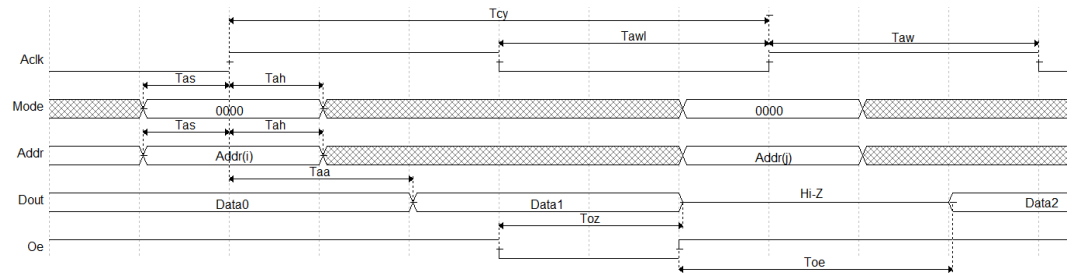 Tcy
Tawl Taw
Aclk
Tas Tah
Mode 0000 0000
Tas Tah
Addr Addr(i) Addr(j)
Taa
Dout Data0 Data1 Hi-Z Data2
Toz
Oe
Toe